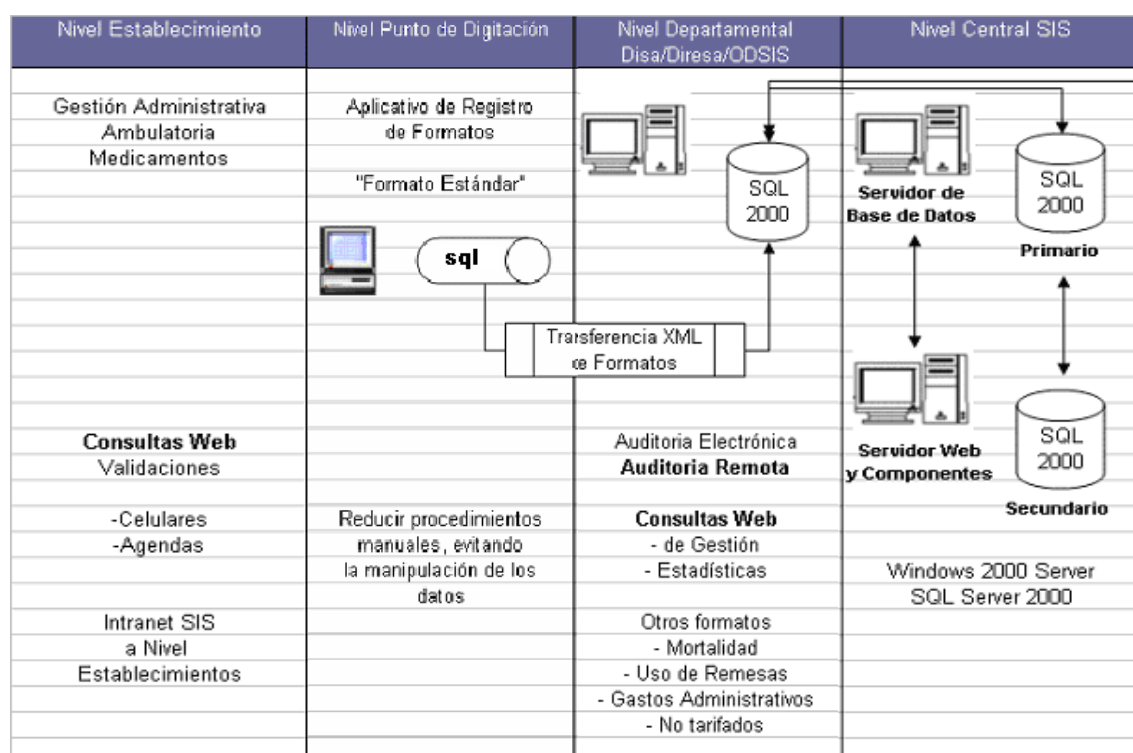 Nivel Establecimiento
Gestión Administrativa
Ambulatoria
Medicamentos
Consultas Web
Validaciones
-Celulares
-Agendas
Intranet SIS
a Nivel
Establecimientos
Nivel Punto de Digitación
Aplicativo de Registro
de Formatos
"Formato Estándar"
sql
Transferencia XML
de Formatos
Reducir procedimientos
manuales, evitando
la manipulación de los
datos
Nivel Departamental
Disa/Diresa/ODSIS
SQL
2000
Auditoria Electrónica
Auditoria Remota
Consultas Web
- de Gestión
- Estadísticas
Otros formatos
- Mortalidad
- Uso de Remesas
- Gastos Administrativos
- No tarifados
Nivel Central SIS
Servidor de
Base de Datos
SQL
2000
Primario
Servidor Web
y Componentes
SQL
2000
Secundario
Windows 2000 Server
SQL Server 2000